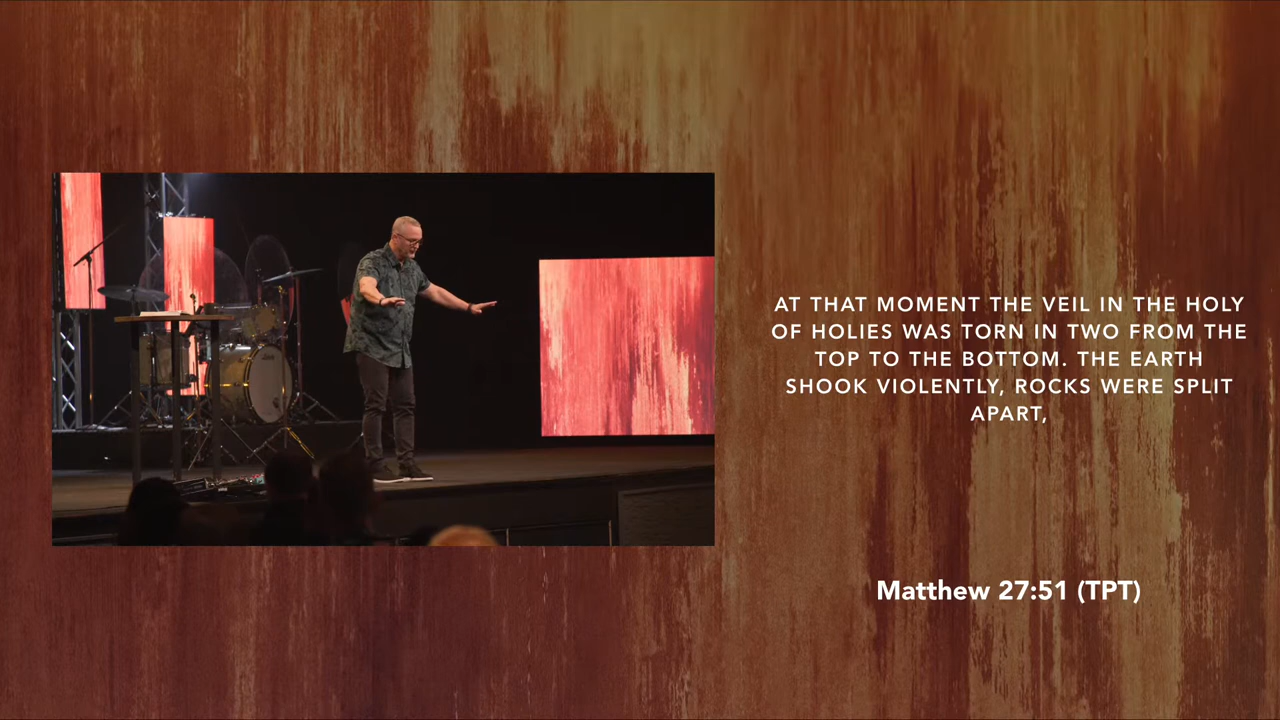 AT THAT MOMENT THE VEIL IN THE HOLY
OF HOLIES WAS TORN IN TWO FROM THE
TOP TO THE BOTTOM. THE EARTH
SHOOK VIOLENTLY, ROCKS WERE SPLIT
APART,
Matthew 27:51 (TPT)